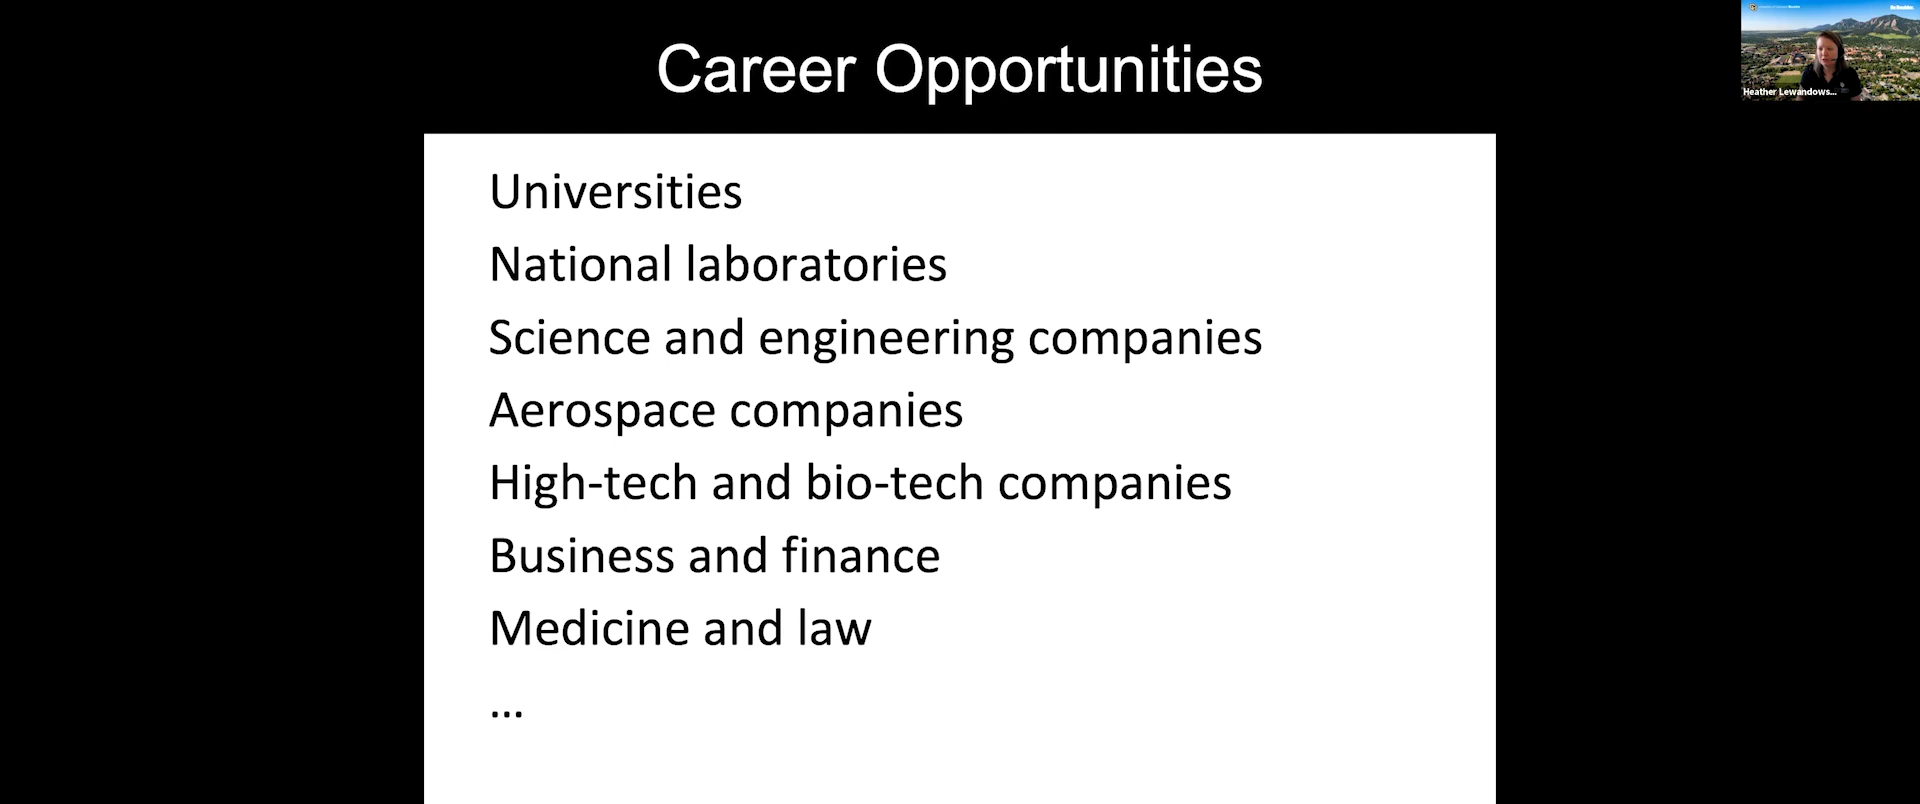 Career Opportunities
Heather Lewandows...
Universities
National laboratories
Science and engineering companies
Aerospace companies
High-tech and bio-tech companies
Business and finance
Medicine and law
...